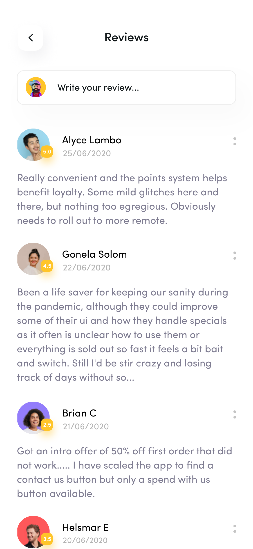 Reviews
Write your review...
Alyce Lambo
5.0
25/06/2020
Really convenient and the points system helps
benefit loyalty. Some mild glitches here and
there, but nothing too egregious. Obviously
needs to roll out to more remote.
Gonela Solom
4.5
22/06/2020
Been a life saver for keeping our sanity during
the pandemic, although they could improve
some of their ui and how they handle specials
as it often is unclear how to use them or
everything is sold out so fast it feels a bit bait
and switch. Still I'd be stir crazy and losing
track of days without so...
Brian C
2.5
21/06/2020
Got an intro offer of 50% off first order that did
not work..... I have scaled the app to find a
contact us button but only a spend with us
button available.
Helsmar E
3.5
20/06/2020